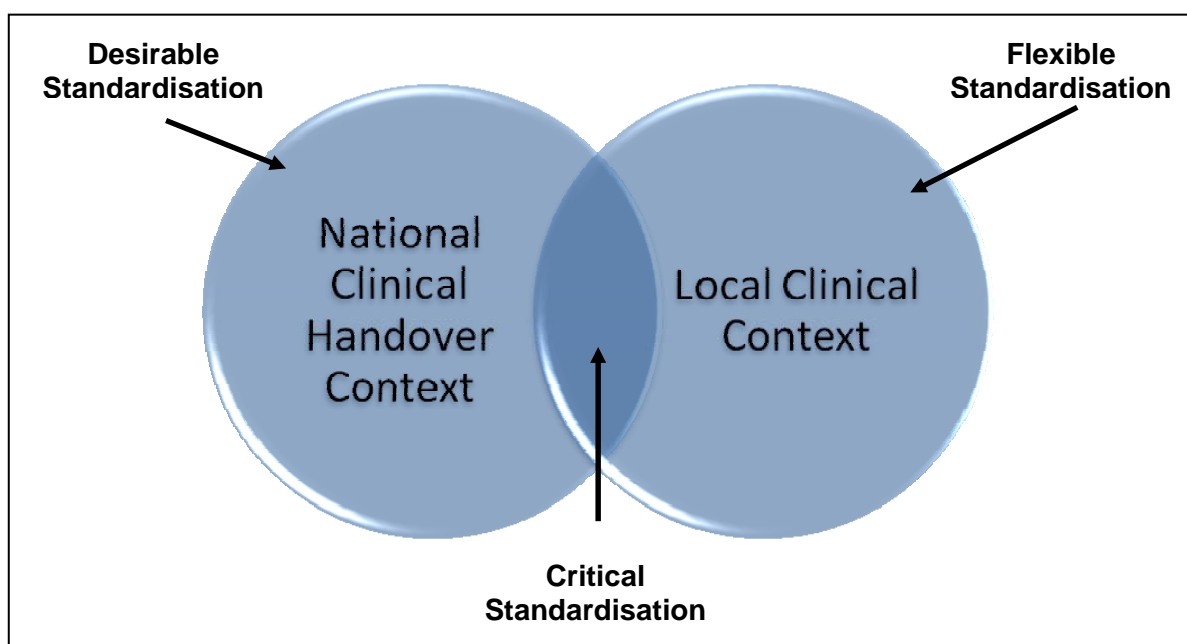 Desirable
Standardisation
Flexible
Standardisation
National
Clinical
Handover
Context
Local Clinical
Context
Critical
Standardisation